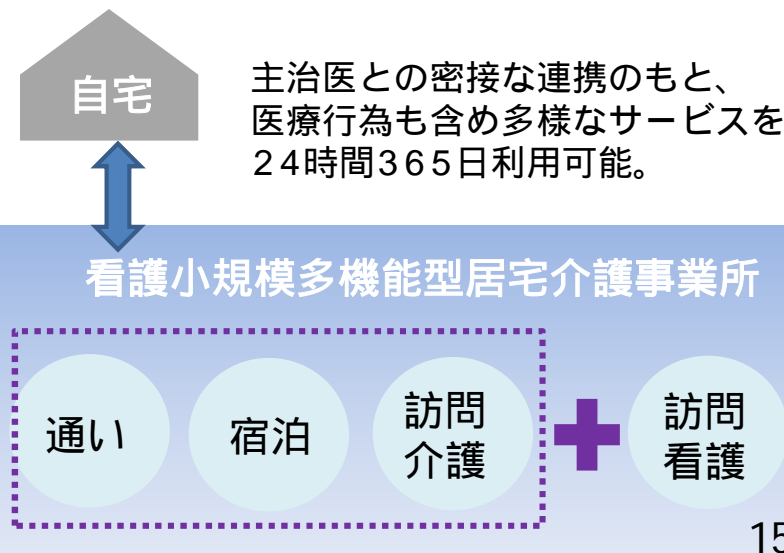 自宅
主治医との密接な連携のもと、
医療行為も含め多様なサービスを
２４時間３６５日利用可能。
看護小規模多機能型居宅介護事業所
通い
宿泊
訪問
介護
訪問
看護
15